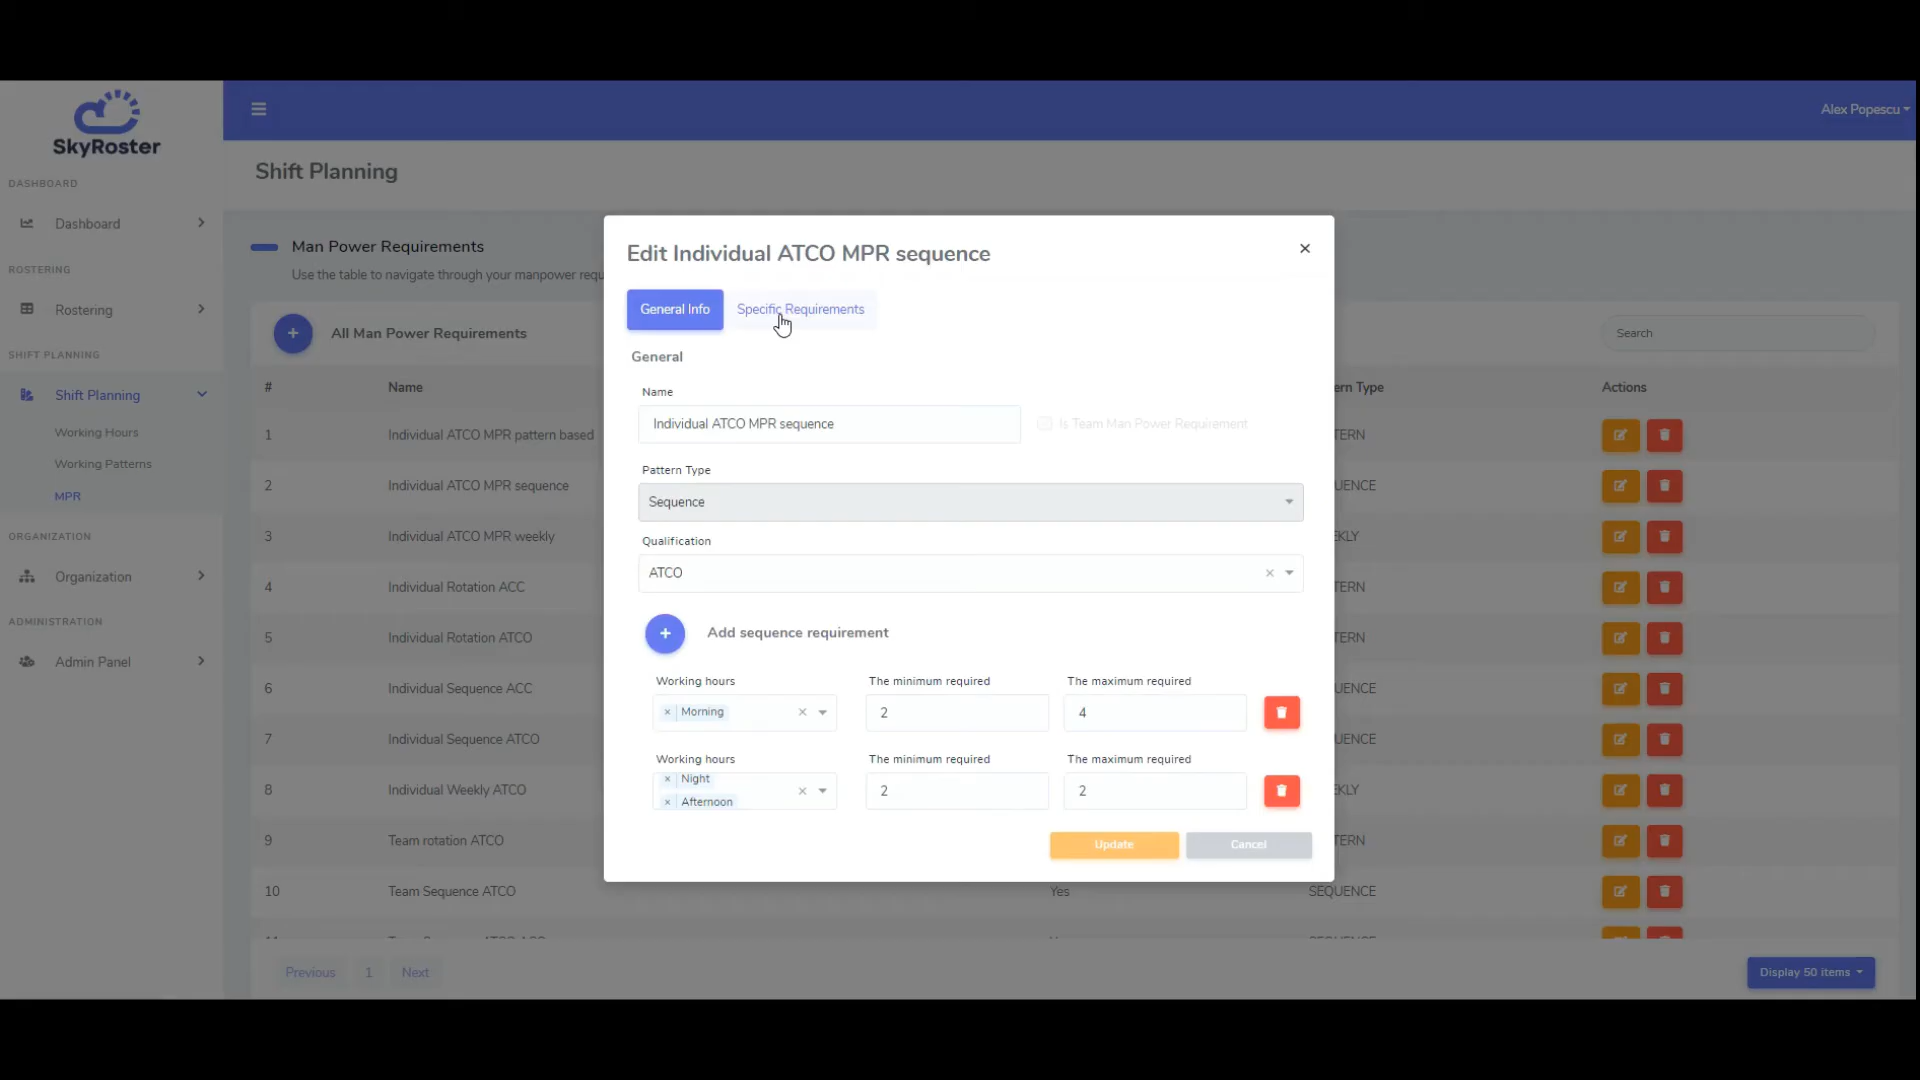 SkyRoster
Alex Popescu
Shift Planning
DASHBOARD
Dashboard
ROSTERING
Rostering
SHIFT PLANNING
Shift Planning
Working Hours
Working Patterns
MPR
ORGANIZATION
Organization
ADMINISTRATION
Admin Panel
Man Power Requirements
Use the table to navigate through your manpower requ
+ All Man Power Requirements
Search
# Name ern Type Actions
1 Individual ATCO MPR pattern based TERN
2 Individual ATCO MPR sequence UENCE
3 Individual ATCO MPR weekly EKLY
4 Individual Rotation ACC TERN
5 Individual Rotation ATCO TERN
6 Individual Sequence ACC UENCE
7 Individual Sequence ATCO UENCE
8 Individual Weekly ATCO EKLY
9 Team rotation ATCO TERN
10 Team Sequence ATCO Yes SEQUENCE
Previous 1 Next
Display 50 items
Edit Individual ATCO MPR sequence
×
General Info Specific Requirements
General
Name
Individual ATCO MPR sequence
Is Team Man Power Requirement
Pattern Type
Sequence
Qualification
ATCO ×
+ Add sequence requirement
Working hours The minimum required The maximum required
× Morning × 2 4
Working hours The minimum required The maximum required
× Night
× Afternoon × 2 2
Update Cancel